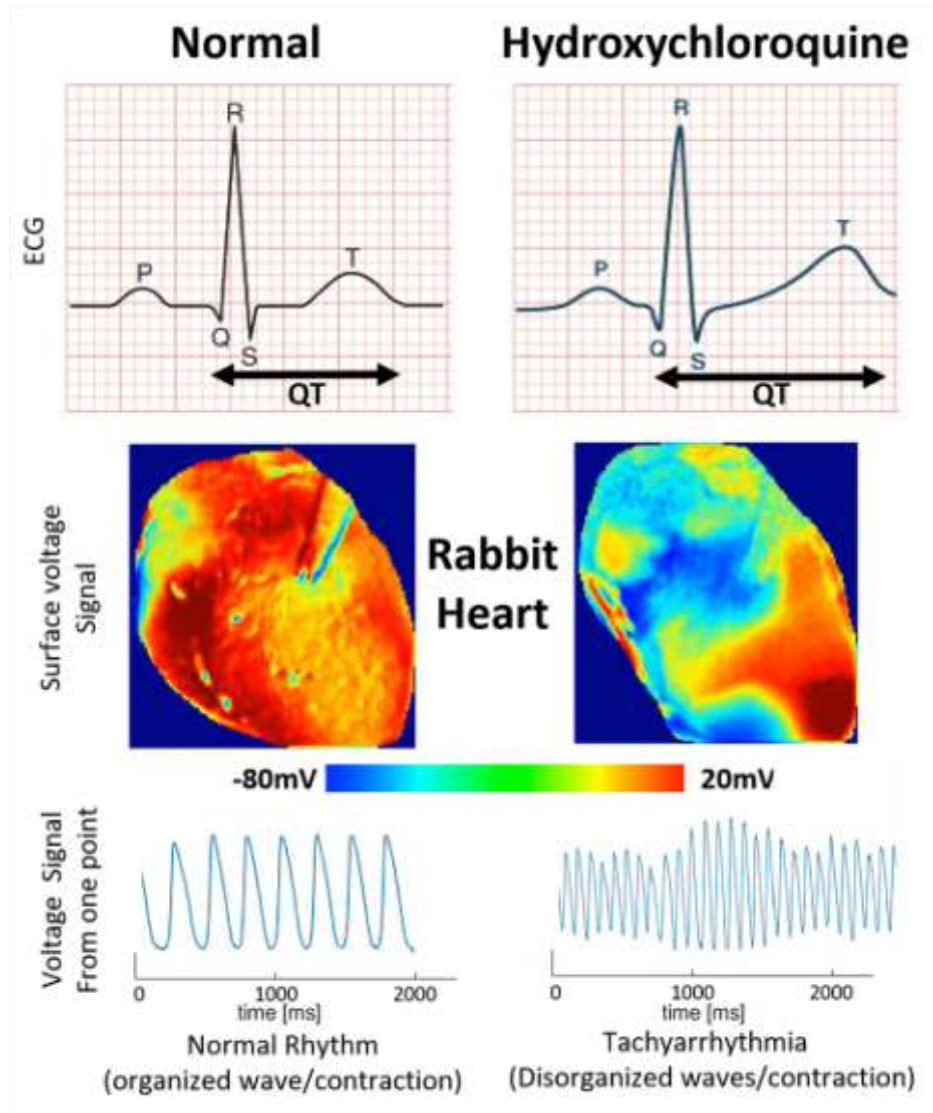 Normal
Hydroxychloroquine
ECG
R
P
T
Q
S
QT
R
P
T
Q
S
QT
Surface voltage
Signal
Rabbit
Heart
-80mV
20mV
Voltage Signal
From one point
0
1000
2000
time [ms]
0
1000
2000
time [ms]
Normal Rhythm
(organized wave/contraction)
Tachyarrhythmia
(Disorganized waves/contraction)